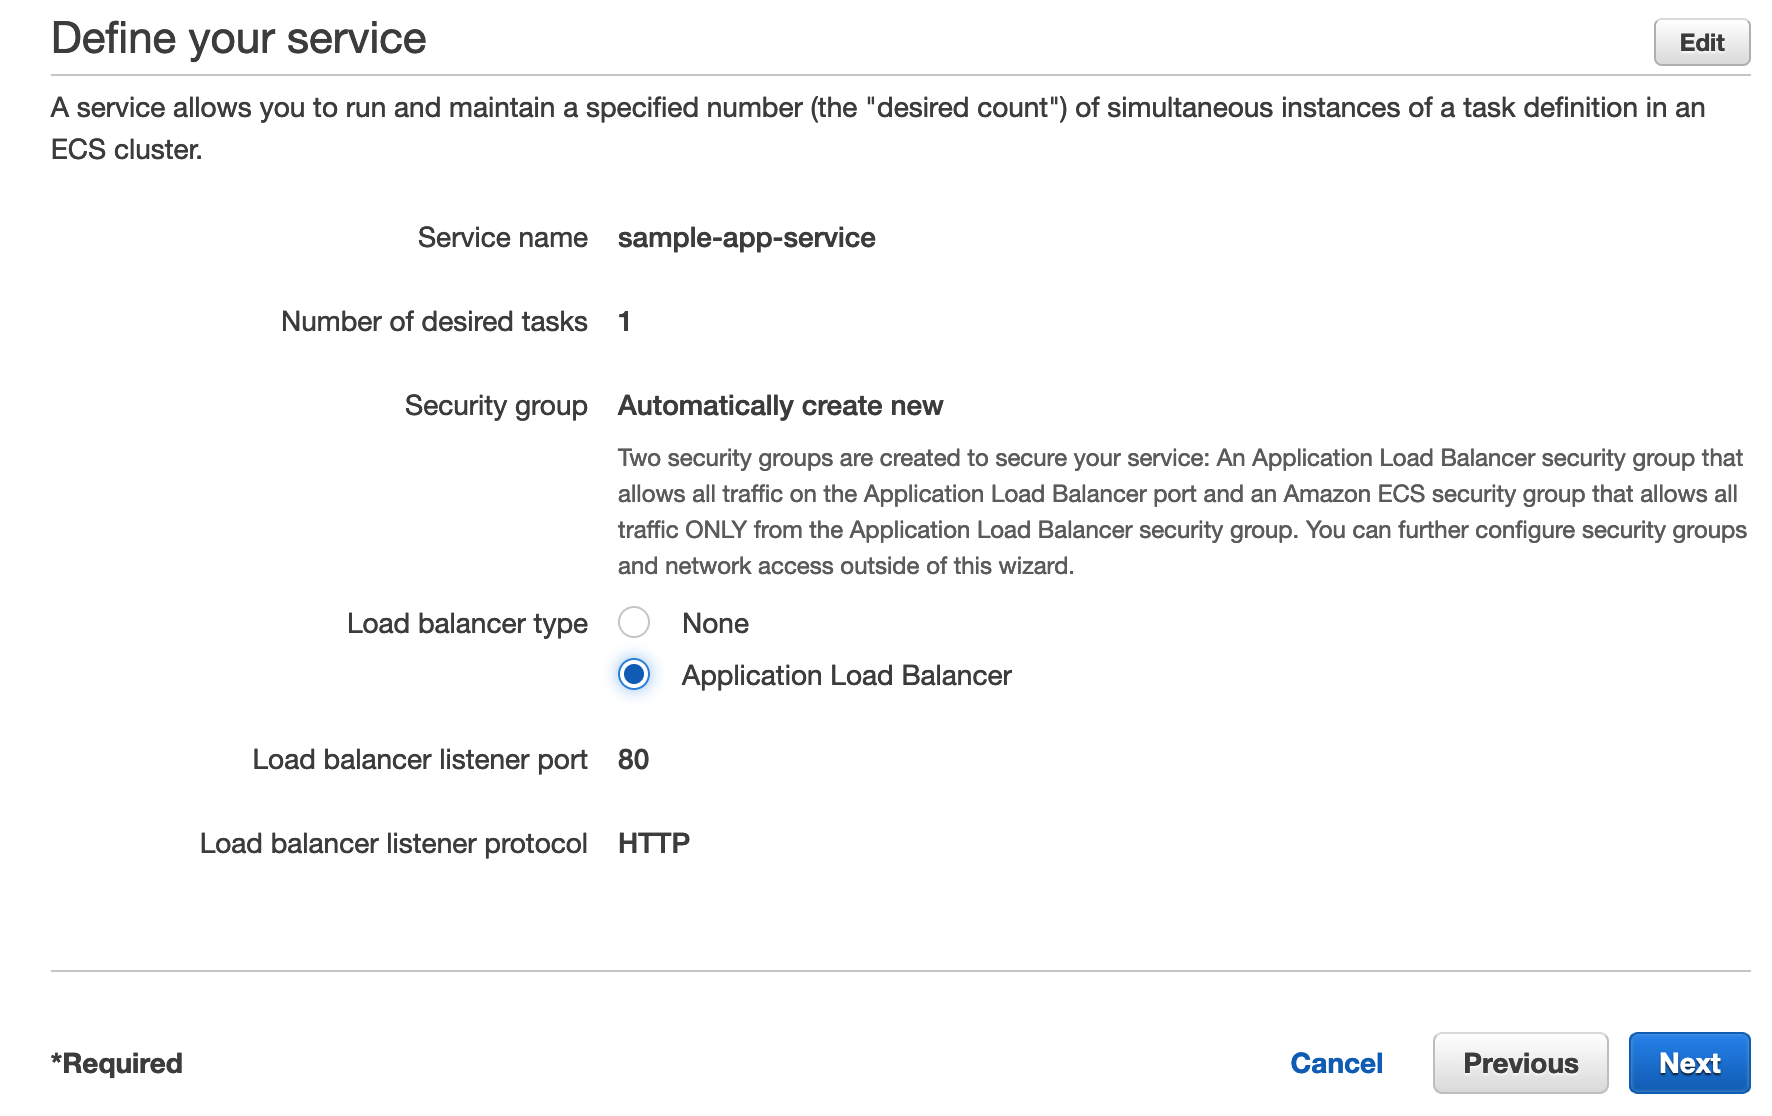 Define your service
Edit
A service allows you to run and maintain a specified number (the "desired count") of simultaneous instances of a task definition in an
ECS cluster.
Service name sample-app-service
Number of desired tasks 1
Security group Automatically create new
Two security groups are created to secure your service: An Application Load Balancer security group that
allows all traffic on the Application Load Balancer port and an Amazon ECS security group that allows all
traffic ONLY from the Application Load Balancer security group. You can further configure security groups
and network access outside of this wizard.
Load balancer type None
Application Load Balancer
Load balancer listener port 80
Load balancer listener protocol HTTP
*Required Cancel Previous Next